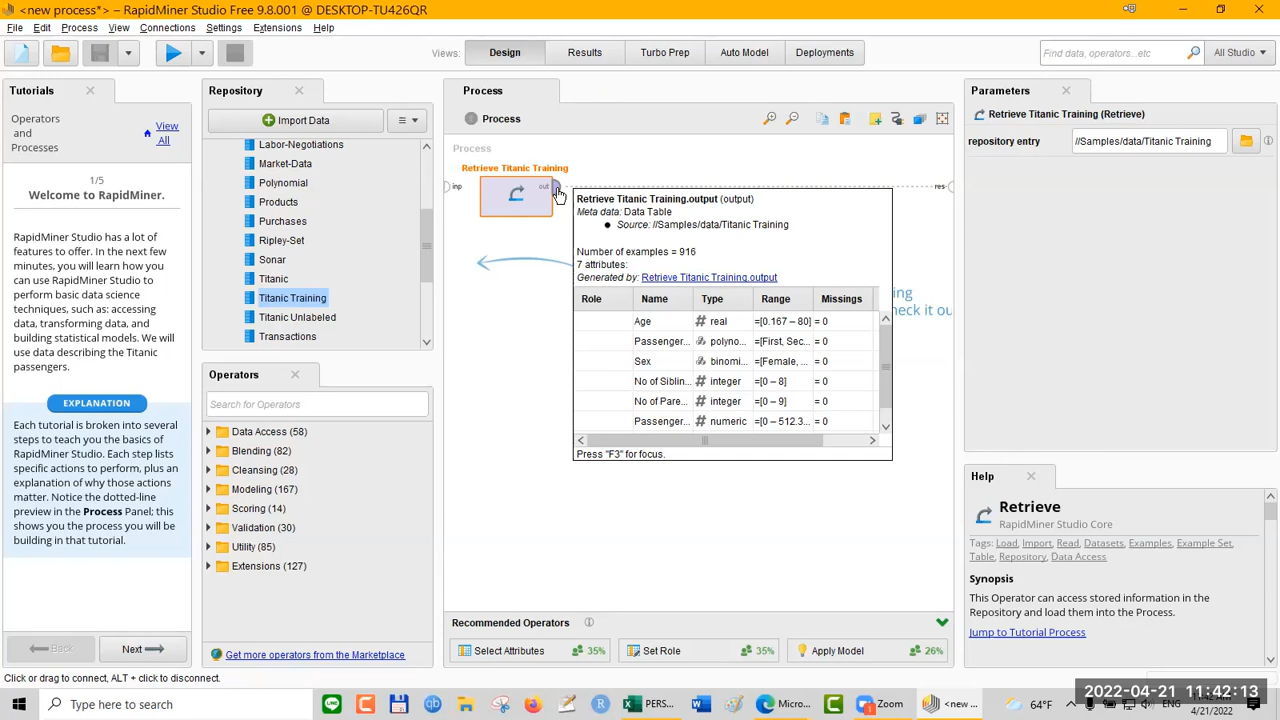 <new process*> – RapidMiner Studio Free 9.8.001 @ DESKTOP-TU426QR
File Edit Process View Connections Settings Extensions Help
Views: Design Results Turbo Prep Auto Model Deployments
Find data, operators...etc All Studio
Tutorials
Operators and Processes
View All
1/5
Welcome to RapidMiner.
RapidMiner Studio has a lot of
features to offer. In the next few
minutes, you will learn how you
can use RapidMiner Studio to
perform basic data science
techniques, such as: accessing
data, transforming data, and
building statistical models. We will
use data describing the Titanic
passengers.
EXPLANATION
Each tutorial is broken into several
steps to teach you the basics of
RapidMiner Studio. Each step lists
specific actions to perform, plus an
explanation of why those actions
matter. Notice the dotted-line
preview in the Process Panel; this
shows you the process you will be
building in that tutorial.
Back
Next
Repository
Import Data
Labor-Negotiations
Market-Data
Polynomial
Products
Purchases
Ripley-Set
Sonar
Titanic
Titanic Training
Titanic Unlabeled
Transactions
Operators
Search for Operators
Data Access (58)
Blending (82)
Cleansing (28)
Modeling (167)
Scoring (14)
Validation (30)
Utility (85)
Extensions (127)
Get more operators from the Marketplace
Process
Process
Process
Retrieve Titanic Training
inp out res
Retrieve Titanic Training.output (output)
Meta data: Data Table
Source: //Samples/data/Titanic Training
Number of examples = 916
7 attributes:
Generated by: Retrieve Titanic Training.output
Role Name Type Range Missings
Age # real =[0.167 – 80] = 0
Passenger... polyno... =[First, Sec... = 0
Sex binomi... =[Female, ... = 0
No of Siblin... # integer =[0 – 8] = 0
No of Pare... # integer =[0 – 9] = 0
Passenger... # numeric =[0 – 512.3... = 0
Press "F3" for focus.
ing
heck it ou
Recommended Operators
Select Attributes 35%
Set Role 35%
Apply Model 26%
Parameters
Retrieve Titanic Training (Retrieve)
repository entry //Samples/data/Titanic Training
Help
Retrieve
RapidMiner Studio Core
Tags: Load, Import, Read, Datasets, Examples, Example Set,
Table, Repository, Data Access
Synopsis
This Operator can access stored information in the
Repository and load them into the Process.
Jump to Tutorial Process
Click or drag to connect, ALT + click to disconnect.
Type here to search
PERS...
Micro...
Zoom
<new ...
64°F
ENG
4/21/2022
2022-04-21 11:42:13